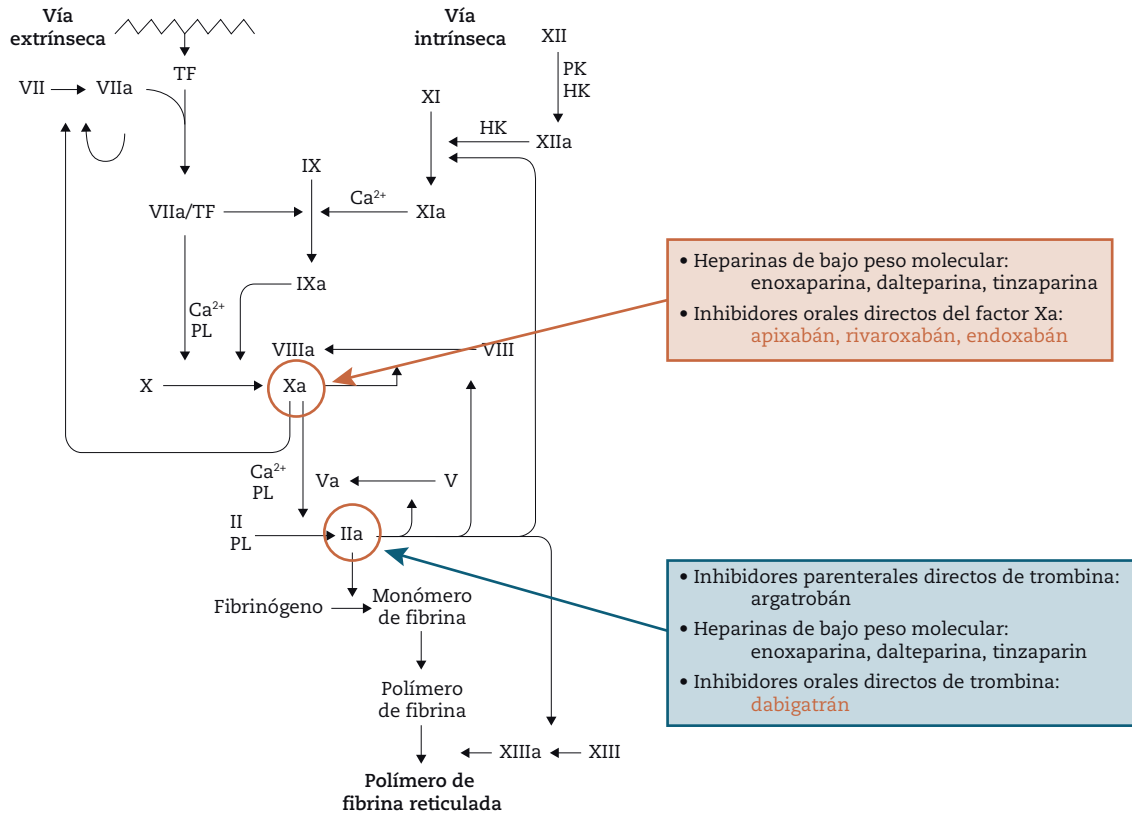 Vía
extrínseca
Vía
intrínseca
XII
PK
HK
TF
VII
VIIa
XI
HK
XIIa
IX
VIIa/TF
Ca²⁺
XIa
IXa
Ca²⁺
PL
VIIIa
VIII
X
Xa
Ca²⁺
PL
Va
V
II
PL
IIa
Fibrinógeno
Monómero
de fibrina
Polímero
de fibrina
XIIIa
XIII
Polímero de
fibrina reticulada
• Heparinas de bajo peso molecular:
enoxaparina, dalteparina, tinzaparina
• Inhibidores orales directos del factor Xa:
apixabán, rivaroxabán, endoxabán
• Inhibidores parenterales directos de trombina:
argatrobán
• Heparinas de bajo peso molecular:
enoxaparina, dalteparina, tinzaparin
• Inhibidores orales directos de trombina:
dabigatrán